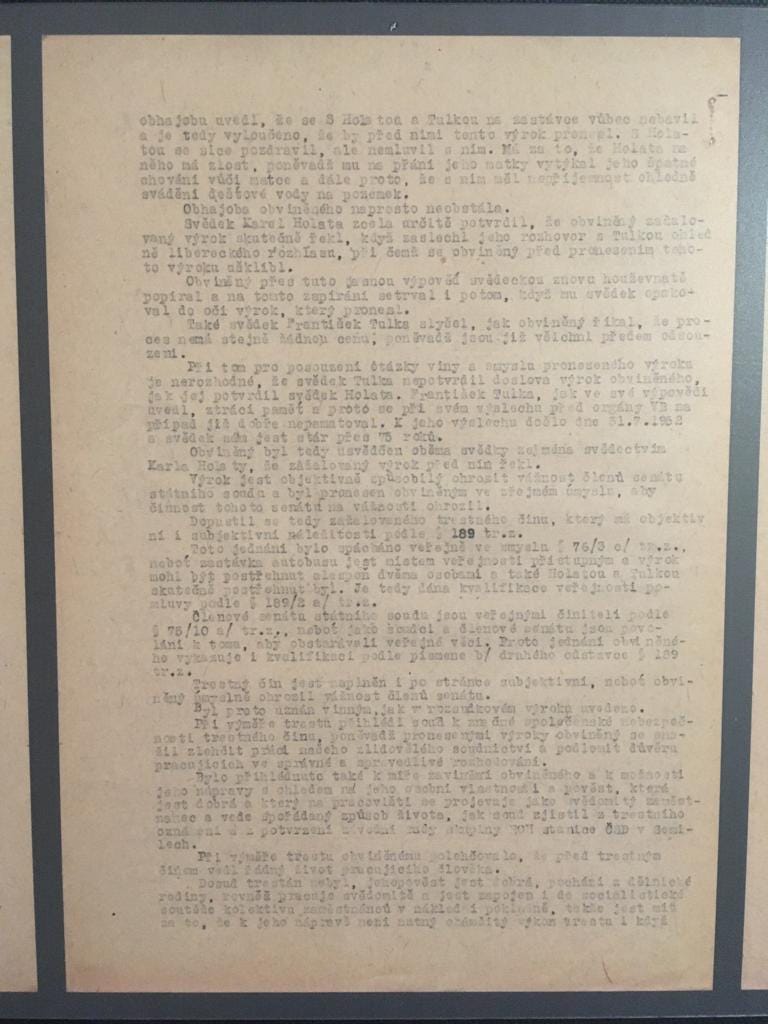 obhajobu uvedl, že se S Holatou a Tulkou na zastávce vůbec nebavil
a je tedy vyloučeno, že by před nimi tento výrok pronesl. S Hola-
tou se sice pozdravil, ale nemluvil s ním. Má za to, že Holata na
něho má zlost, poněvadž mu na přání jeho matky vytýkal jeho špatné
chování vůči matce a dále proto, že s ním měl nepříjemnost ohledně
svádění dešťové vody na pozemek.
Obhajoba obviněného naprosto neobstála.
Svědek Karel Holata zcela určitě potvrdil, že obviněný začalo-
vaný výrok skutečně řekl, když zaslechl jeho rozhovor s Tulkou ohled
ně libereckého rozhlasu, při čemž se obviněný před pronesením toho-
to výroku ušklíbl.
Obviněný přes tuto jasnou výpověď svědeckou znovu houževnatě
popíral a na tomto zapírání setrval i potom, když mu svědek opako-
val do očí výrok, který pronesl.
Také svědek František Tulka slyšel, jak obviněný říkal, že pro-
ces nemá stejně žádnou cenu, poněvadž jsou již všichni předem odsou-
zeni.
Při tom pro posouzení otázky viny a smyslu proneseného výroku
je nerozhodné, že svědek Tulka nepotvrdil doslova výrok obviněného,
jak jej potvrdil svědek Holata. František Tulka, jak ve své výpovědi
uvedl, ztrácí paměť a proto se při svém výslechu před orgány VB na
případ již dobře nepamatoval. K jeho výslechu došlo dne 31.7.1952
a svědek sám jest stár přes 75 roků.
Obviněný byl tedy usvědčen oběma svědky zejména svědectvím
Karla Holaty, že zažalovaný výrok před ním řekl.
Výrok jest objektivně způsobilý ohrozit vážnost členů senátu
státního soudu a byl pronesen obviněným ve zřejmém úmyslu, aby
činnost tohoto senátu na vážnosti ohrozil.
Dopustil se tedy zažalovaného trestného činu, který má objektiv
ní i subjektivní náležitosti podle § 189 tr.z.
Toto jednání bylo spácháno veřejně ve smyslu § 76/3 c/ tr.z.,
neboť zastávka autobusu jest místem veřejnosti přístupným a výrok
mohl být postřehnut alespoň dvěma osobami a také Holatou a Tulkou
skutečně postřehnut byl. Je tedy dána kvalifikace veřejnosti po-
mluvy podle § 189/2 a/ tr.z.
Členové senátu státního soudu jsou veřejnými činiteli podle
§ 75/10 a/ tr.z., neboť jako soudci a členové senátu jsou povo-
láni k tomu, aby obstarávali veřejné věci. Proto jednání obviněné-
ho vykazuje i kvalifikaci podle písmene b/ druhého odstavce § 189
tr.z.
Trestný čin jest naplněn i po stránce subjektivní, neboť obvi-
něný úmyslně ohrozil vážnost členů senátu.
Byl proto uznán vinným,jak v rozsudkovém výroku uvedeno.
Při výměře trestu přihlédl soud k značné společenské nebezpeč-
nosti trestného činu, poněvadž pronesenými výroky obviněný se sna-
žil zlehčit práci našeho zlidovělého soudnictví a podlomit důvěru
pracujících ve správné a spravedlivé rozhodování.
Bylo přihlédnuto také k míře zavinění obviněného a k možnosti
jeho nápravy s ohledem na jeho osobní vlastnosti a pověst, která
jest dobrá a který na pracovišti se projevuje jako svědomitý zaměst-
nanec a vede spořádaný způsob života, jak soud zjistil z trestního
oznámení a z potvrzení závodní rady skupiny ROH stanice ČSD v Semi-
lech.
Při výměře trestu obviněnému polehčovalo, že před trestným
činem vedl řádný život pracujícího člověka.
Dosud trestán nebyl, jehopověst jest dobrá, pochází z dělnické
rodiny, rovněž pracuje svědomitě a jest zapojen i do socialistické
soutěže kolektivu zaměstnanců v nákladní pokladně, takže jest mít
za to, že k jeho nápravě není nutný okamžitý výkon trestu i když